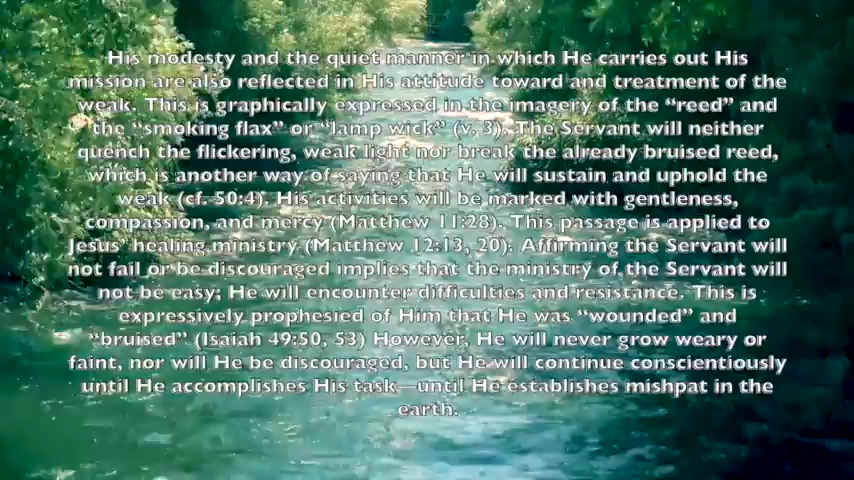 His modesty and the quiet manner in which He carries out His
mission are also reflected in His attitude toward and treatment of the
weak. This is graphically expressed in the imagery of the “reed” and
the “smoking flax” or “lamp wick” (v, 3). The Servant will neither
quench the flickering, weak light nor break the already bruised reed,
which is another way of saying that He will sustain and uphold the
weak (cf. 50:4). His activities will be marked with gentleness,
compassion, and mercy (Matthew 11:28). This passage is applied to
Jesus’ healing ministry (Matthew 12:13, 20). Affirming the Servant will
not fail or be discouraged implies that the ministry of the Servant will
not be easy; He will encounter difficulties and resistance. This is
expressively prophesied of Him that He was “wounded” and
“bruised” (Isaiah 49:50, 53) However, He will never grow weary or
faint, nor will He be discouraged, but He will continue conscientiously
until He accomplishes His task—until He establishes mishpat in the
earth.